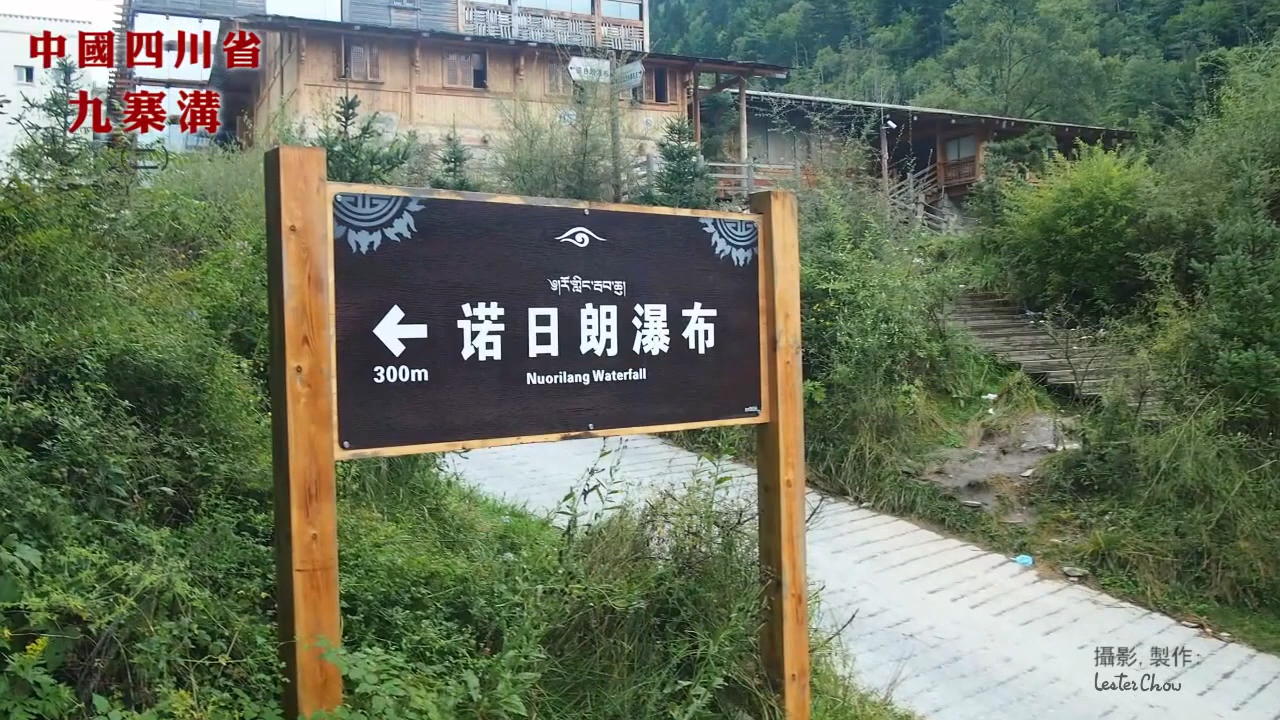 中國四川省
九寨溝
诺日朗瀑布
300m
Nuorilang Waterfall
攝影, 製作:
LesterChow